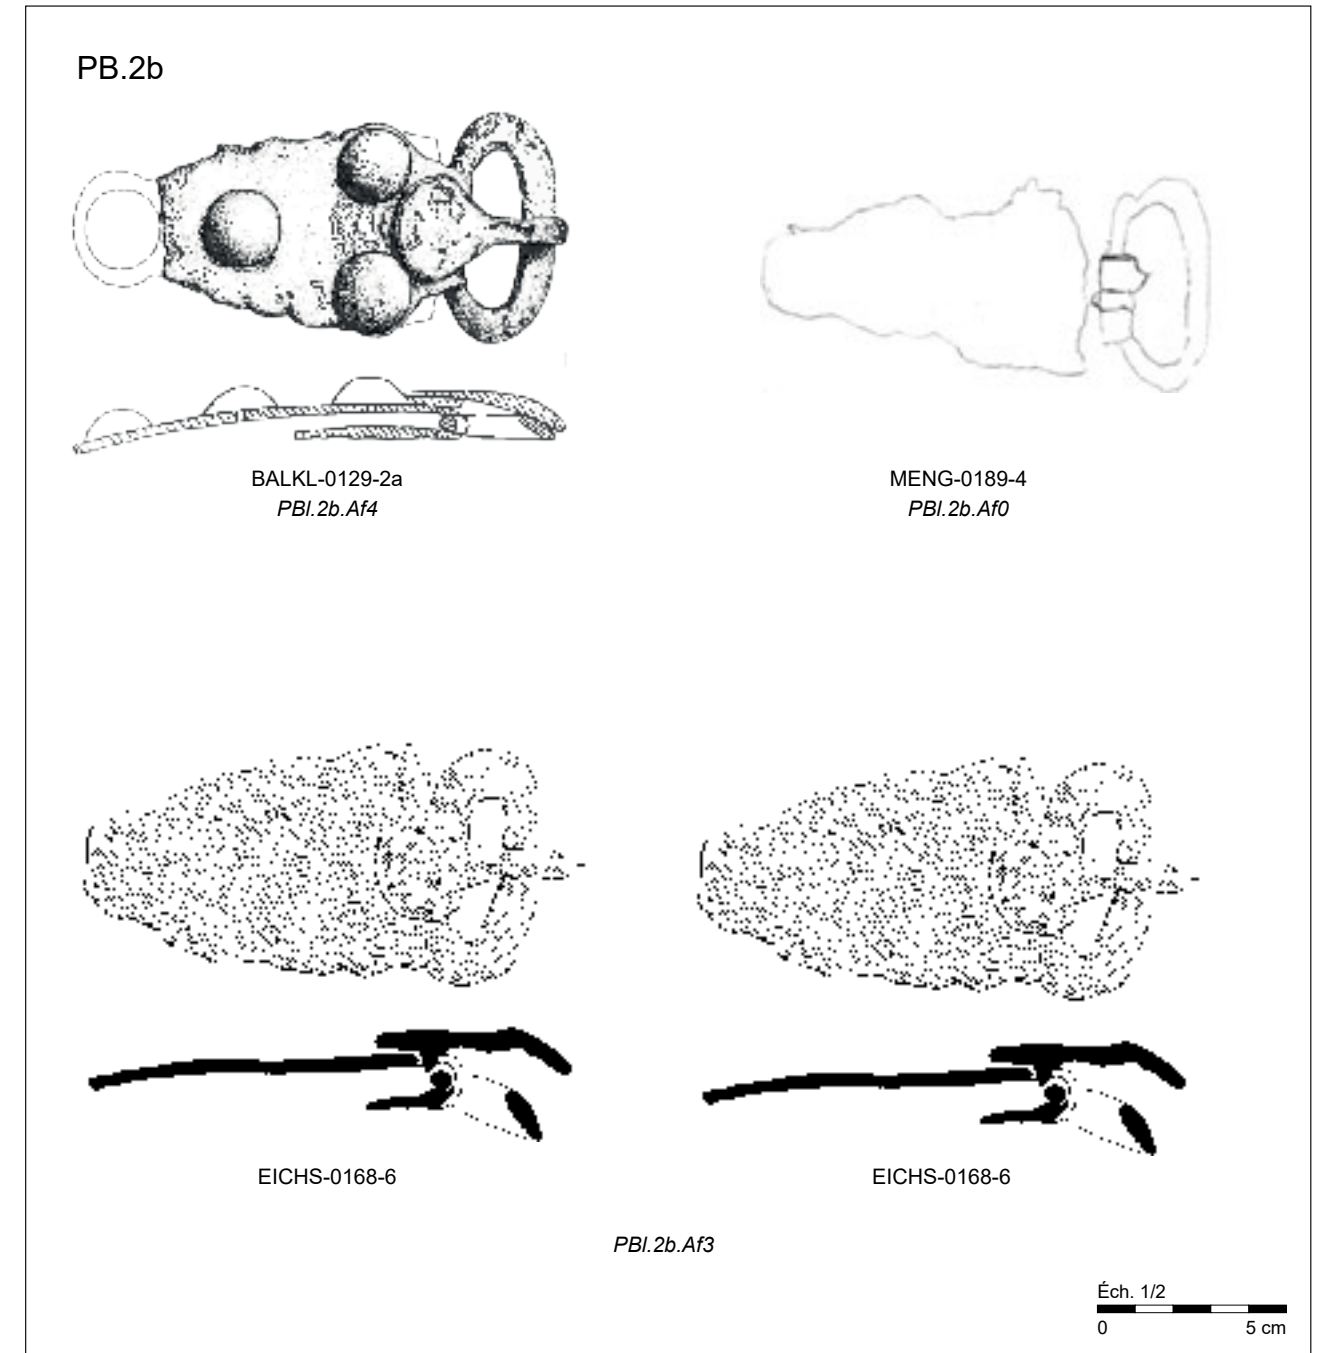 PB.2b
BALKL-0129-2a
PBl.2b.Af4
MENG-0189-4
PBl.2b.Af0
EICHS-0168-6
EICHS-0168-6
PBl.2b.Af3
Éch. 1/2
0 5 cm